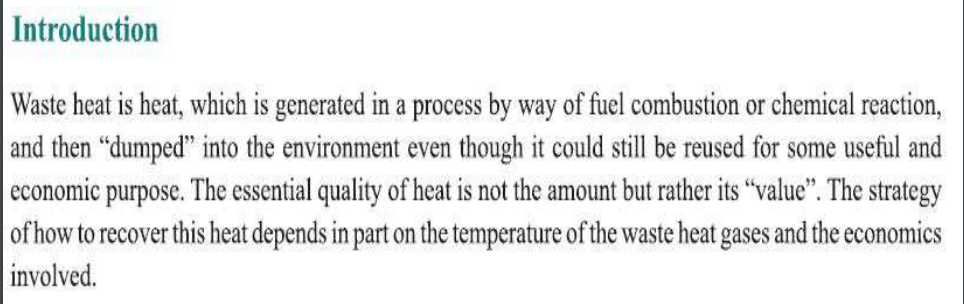 Introduction
Waste heat is heat, which is generated in a process by way of fuel combustion or chemical reaction,
and then “dumped” into the environment even though it could still be reused for some useful and
economic purpose. The essential quality of heat is not the amount but rather its “value”. The strategy
of how to recover this heat depends in part on the temperature of the waste heat gases and the economics
involved.